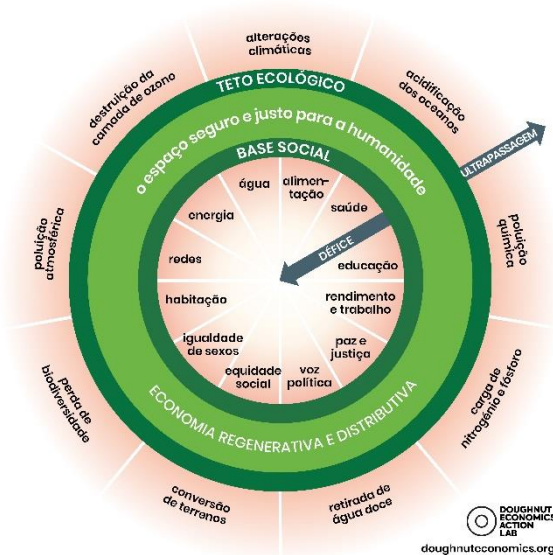 alterações
climáticas
acidificação
dos oceanos
ULTRAPASSAGEM
poluição
química
carga de
nitrogénio e fósforo
retirada de
água doce
conversão
de terrenos
perda de
biodiversidade
poluição
atmosférica
destruição da
camada de ozono
TETO ECOLÓGICO
o espaço seguro e justo para a humanidade
BASE SOCIAL
água
alimen-
tação
saúde
DÉFICE
educação
rendimento
e trabalho
paz e
justiça
voz
política
equidade
social
igualdade
de sexos
habitação
redes
energia
ECONOMIA REGENERATIVA E DISTRIBUTIVA
DOUGHNUT
ECONOMICS
ACTION
LAB
doughnuteconomics.org